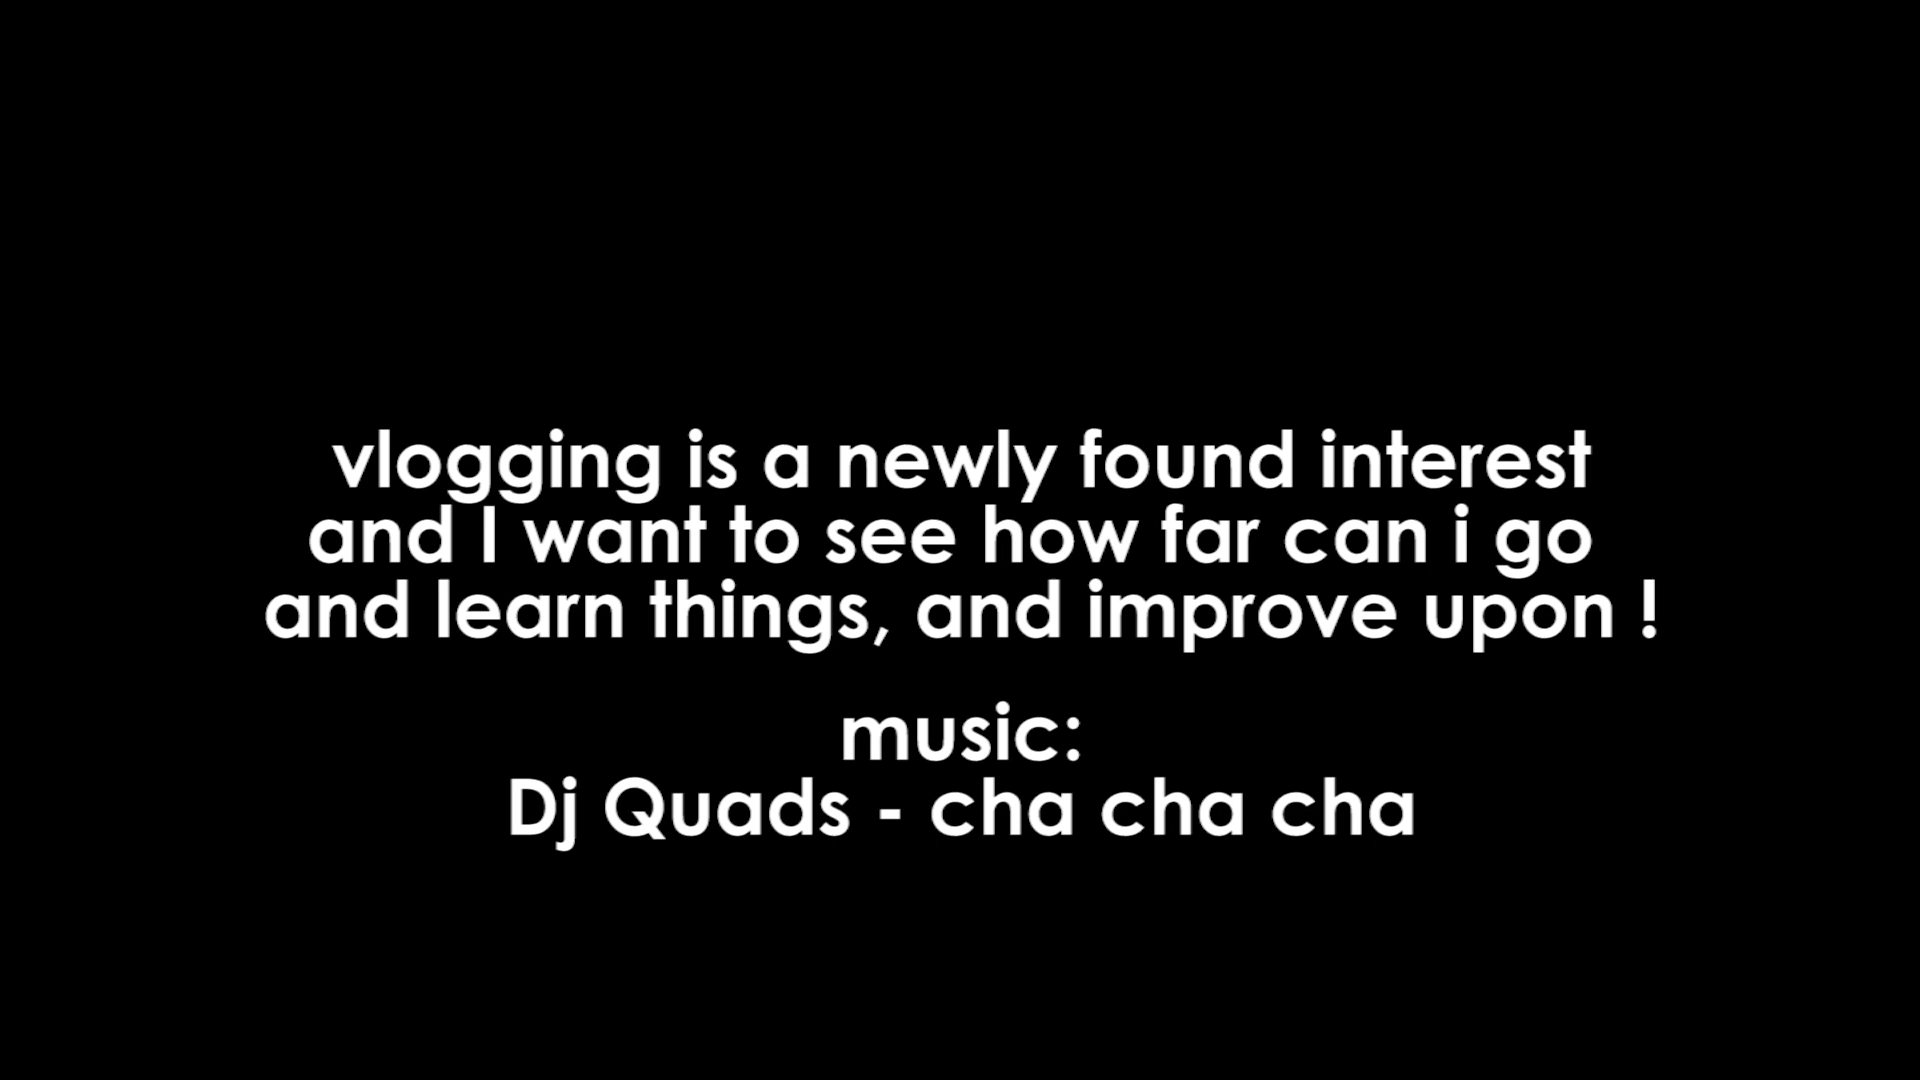 vlogging is a newly found interest
and I want to see how far can i go
and learn things, and improve upon !
music:
Dj Quads - cha cha cha